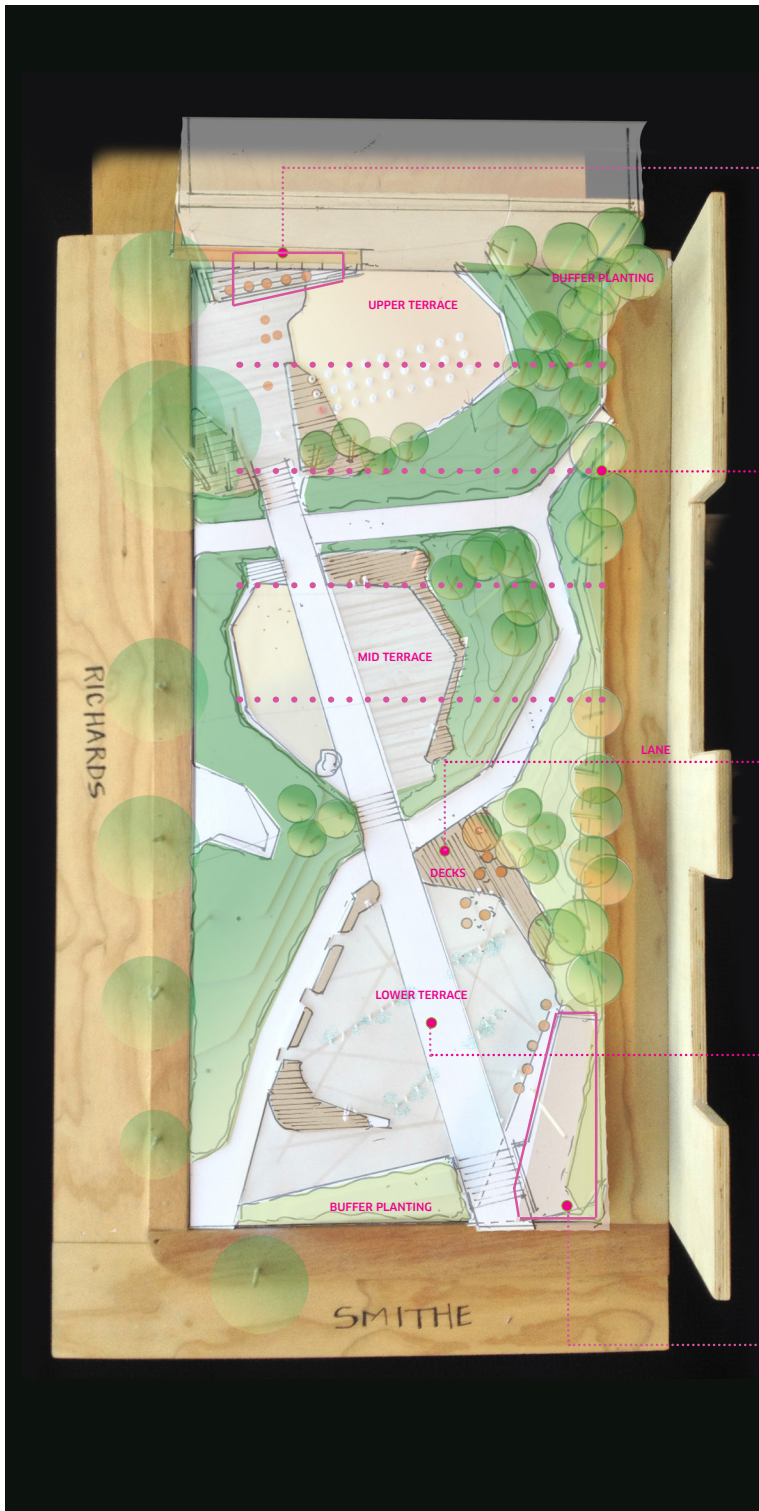 BUFFER PLANTING
UPPER TERRACE
MID TERRACE
RICHARDS
LANE
DECKS
LOWER TERRACE
BUFFER PLANTING
SMITHE